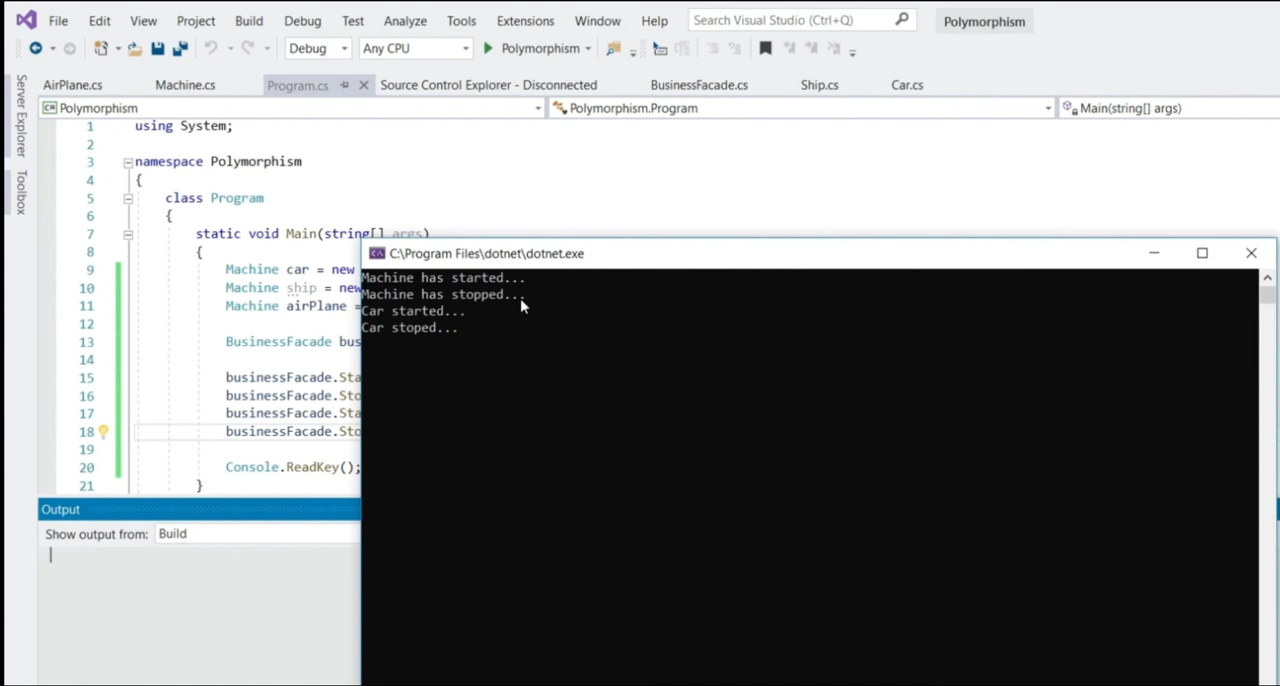 File Edit View Project Build Debug Test Analyze Tools Extensions Window Help Search Visual Studio (Ctrl+Q) Polymorphism
Debug Any CPU Polymorphism
AirPlane.cs Machine.cs Program.cs Source Control Explorer - Disconnected BusinessFacade.cs Ship.cs Car.cs
Server Explorer
Toolbox
C# Polymorphism Polymorphism.Program Main(string[] args)
1 using System;
2
3 namespace Polymorphism
4 {
5 class Program
6 {
7 static void Main(string[] args)
8 {
9 Machine car = new
10 Machine ship = new
11 Machine airPlane =
12
13 BusinessFacade bus
14
15 businessFacade.Sta
16 businessFacade.Sto
17 businessFacade.Sta
18 businessFacade.Sto
19
20 Console.ReadKey();
21 }
C:\Program Files\dotnet\dotnet.exe
Machine has started...
Machine has stopped...
Car started...
Car stoped...
Output
Show output from: Build